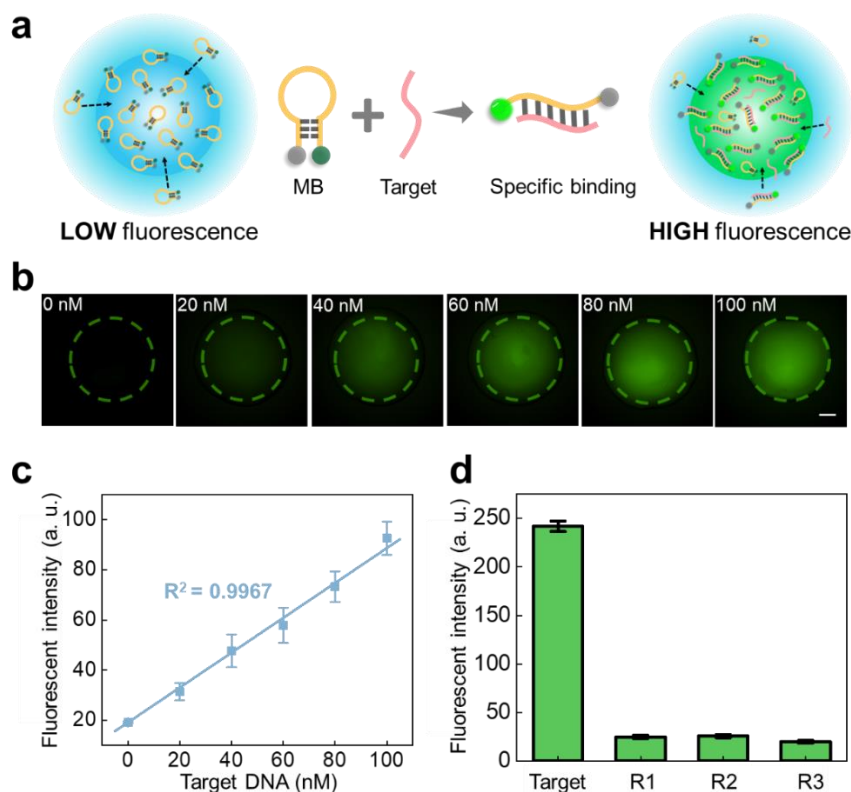 a
MB
Target
Specific binding
LOW fluorescence
HIGH fluorescence
b
0 nM
20 nM
40 nM
60 nM
80 nM
100 nM
c
Fluorescent intensity (a. u.)
100
80
60
40
20
R² = 0.9967
0
20
40
60
80
100
Target DNA (nM)
d
Fluorescent intensity (a. u.)
250
200
150
100
50
0
Target
R1
R2
R3